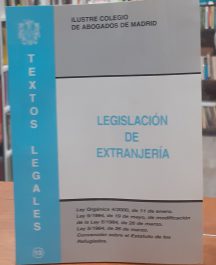 ILUSTRE COLEGIO
DE ABOGADOS DE MADRID
TEXTOS LEGALES
LEGISLACIÓN
DE
EXTRANJERÍA
Ley Orgánica 4/2000, de 11 de enero.
Ley 9/1994, de 19 de mayo, de modificación
de la Ley 5/1984, de 26 de marzo.
Ley 5/1984, de 26 de marzo.
Convención sobre el Estatuto de los
Refugiados.